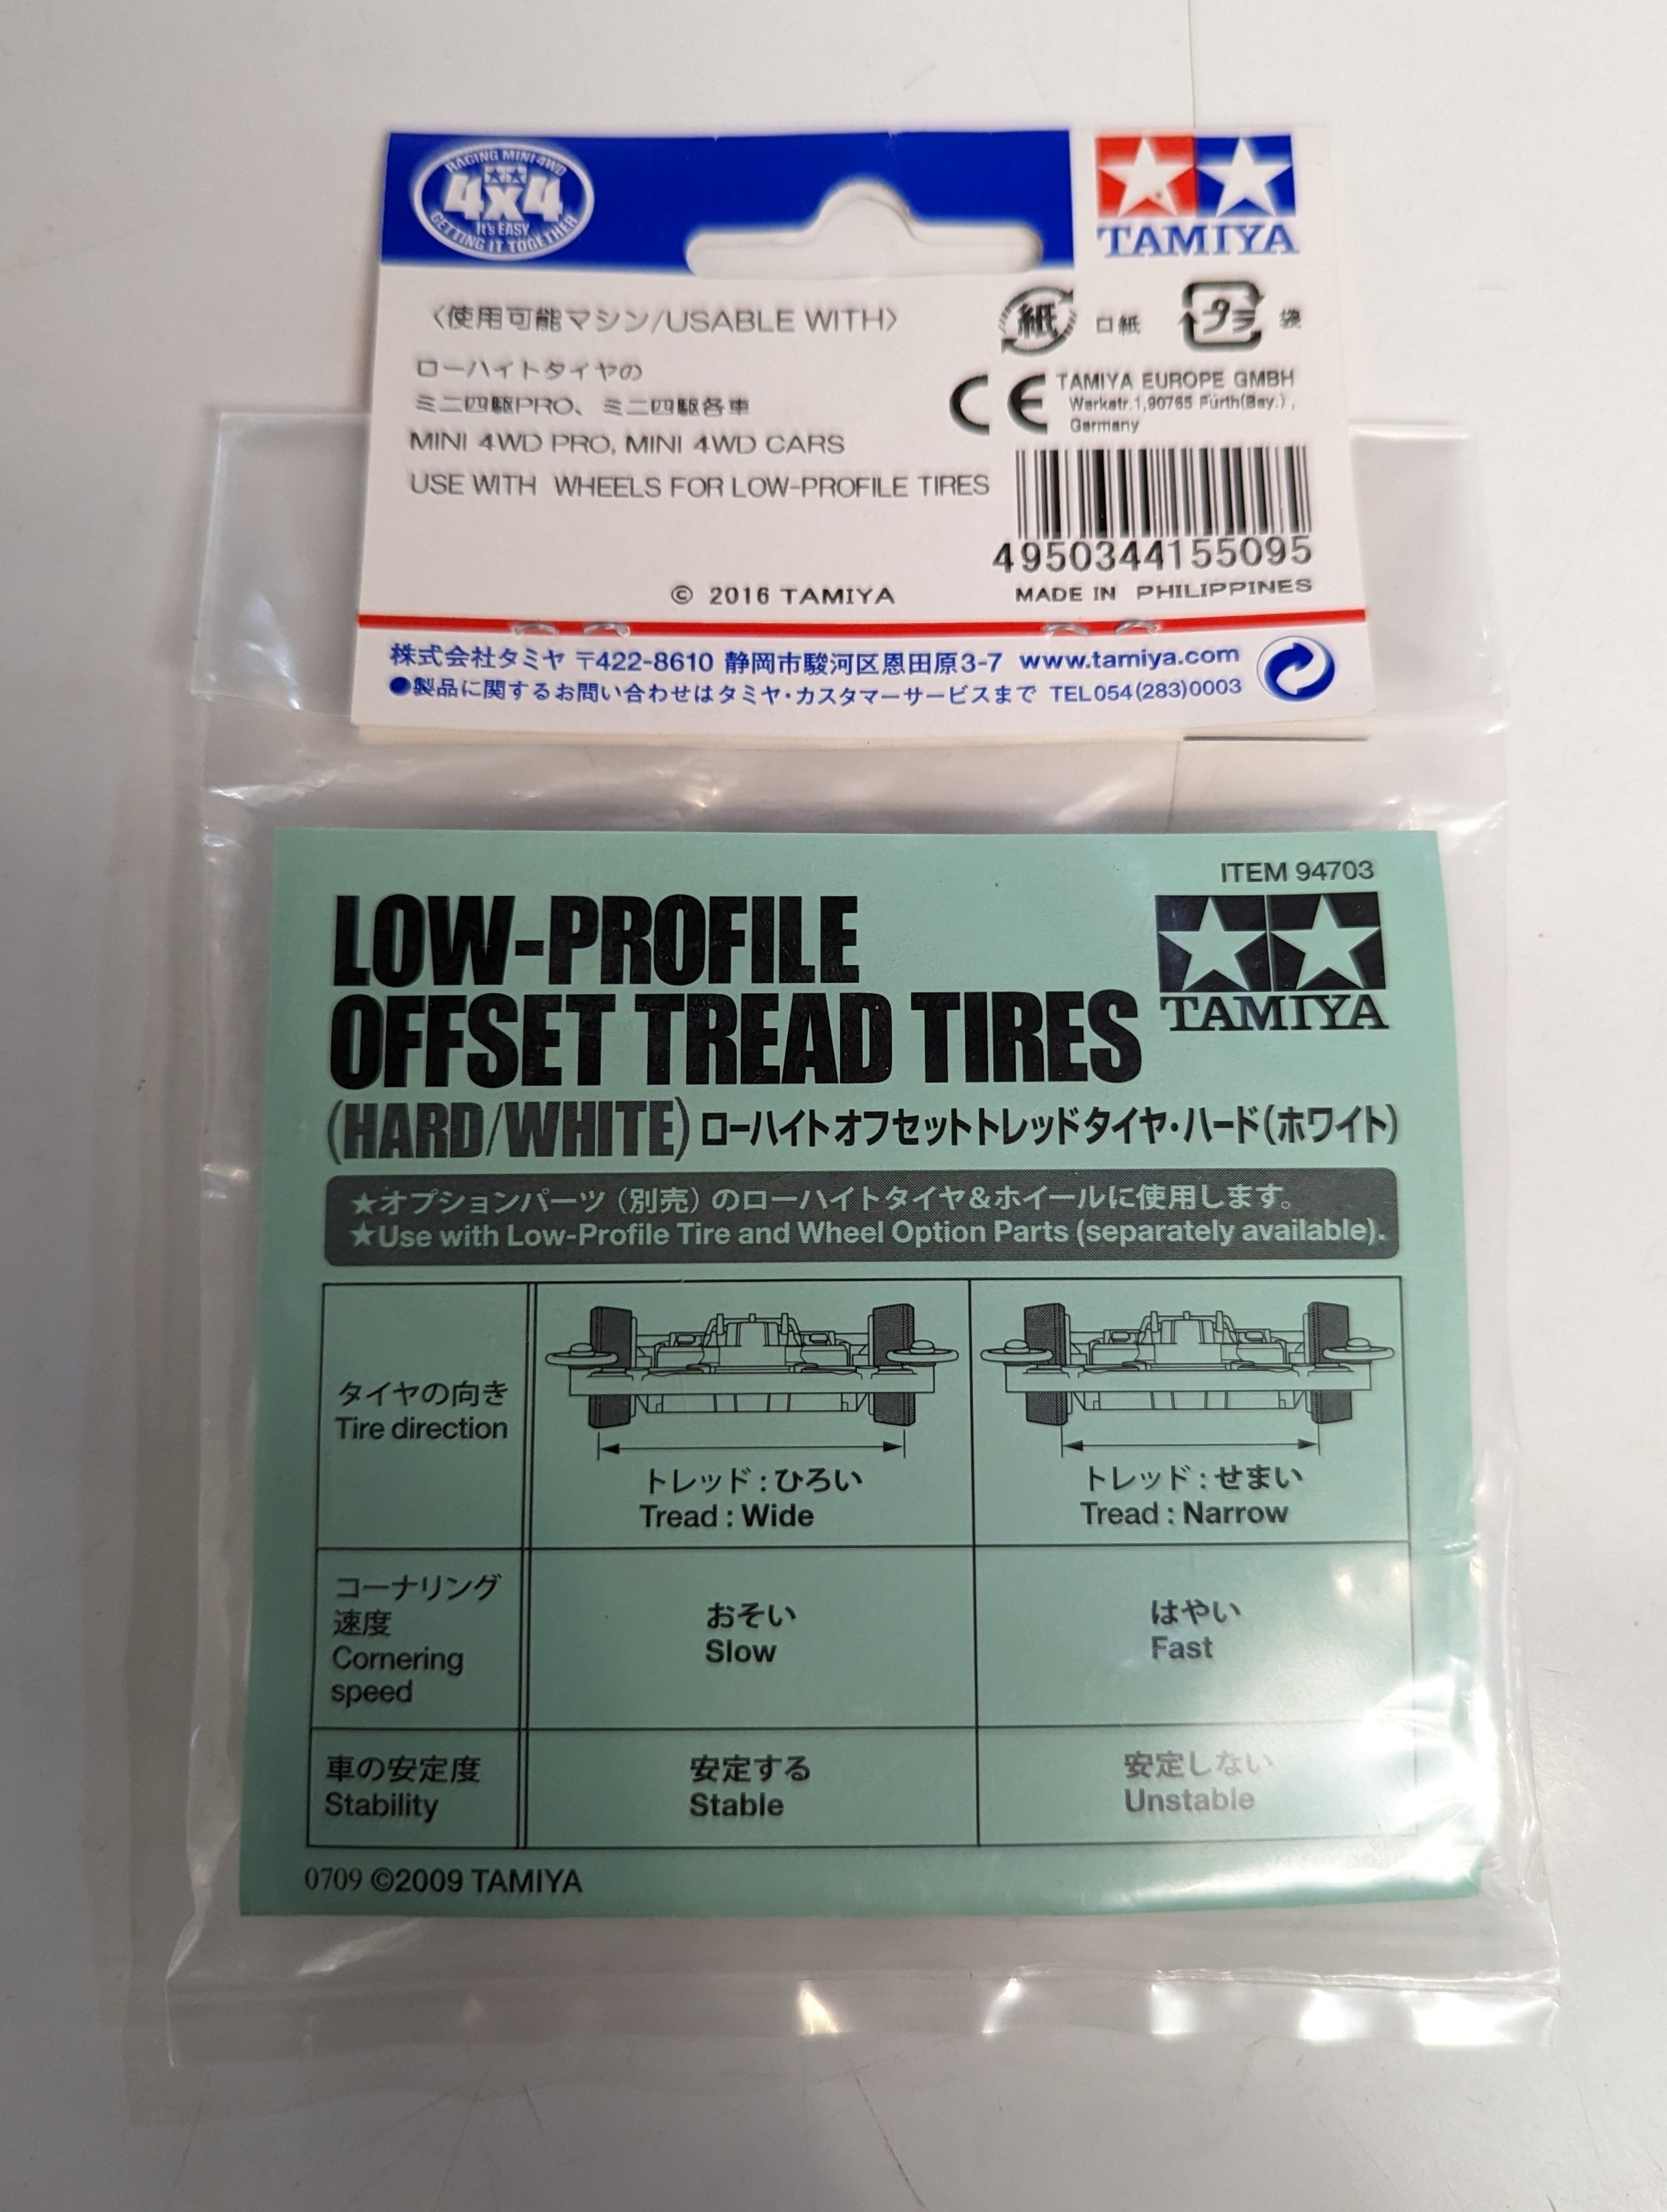 RACING MINI 4WD
4x4
It's EASY
GETTING IT TOGETHER
TAMIYA
〈使用可能マシン/USABLE WITH〉
ローハイトタイヤの
ミニ四駆PRO、ミニ四駆各車
MINI 4WD PRO, MINI 4WD CARS
USE WITH WHEELS FOR LOW-PROFILE TIRES
紙 口紙 プラ 袋
CE TAMIYA EUROPE GMBH
Werkstr.1,90765 Fürth(Bay.),
Germany
4950344155095
© 2016 TAMIYA
MADE IN PHILIPPINES
株式会社タミヤ 〒422-8610 静岡市駿河区恩田原3-7 www.tamiya.com
●製品に関するお問い合わせはタミヤ・カスタマーサービスまで TEL054(283)0003
ITEM 94703
LOW-PROFILE
OFFSET TREAD TIRES
TAMIYA
(HARD/WHITE) ローハイトオフセットトレッドタイヤ・ハード(ホワイト)
★オプションパーツ(別売)のローハイトタイヤ&ホイールに使用します。
★Use with Low-Profile Tire and Wheel Option Parts (separately available).
タイヤの向き
Tire direction
トレッド:ひろい
Tread : Wide
トレッド:せまい
Tread : Narrow
コーナリング
速度
Cornering
speed
おそい
Slow
はやい
Fast
車の安定度
Stability
安定する
Stable
安定しない
Unstable
0709 ©2009 TAMIYA